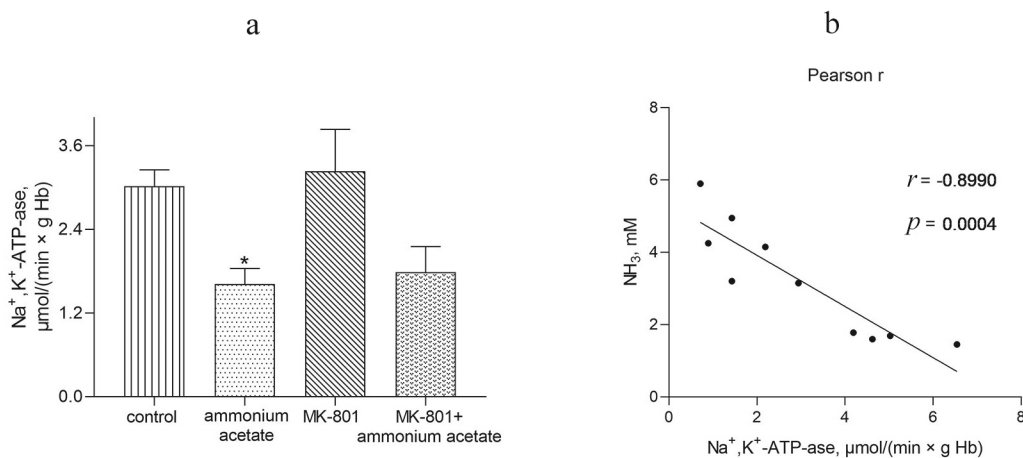 a
Na⁺,K⁺-ATP-ase,
µmol/(min × g Hb)
3.6
2.4
1.2
0.0
*
control
ammonium
acetate
MK-801
MK-801+
ammonium acetate
b
Pearson r
NH₃, mM
8
6
4
2
0
r = -0.8990
p = 0.0004
0 2 4 6 8
Na⁺,K⁺-ATP-ase, µmol/(min × g Hb)